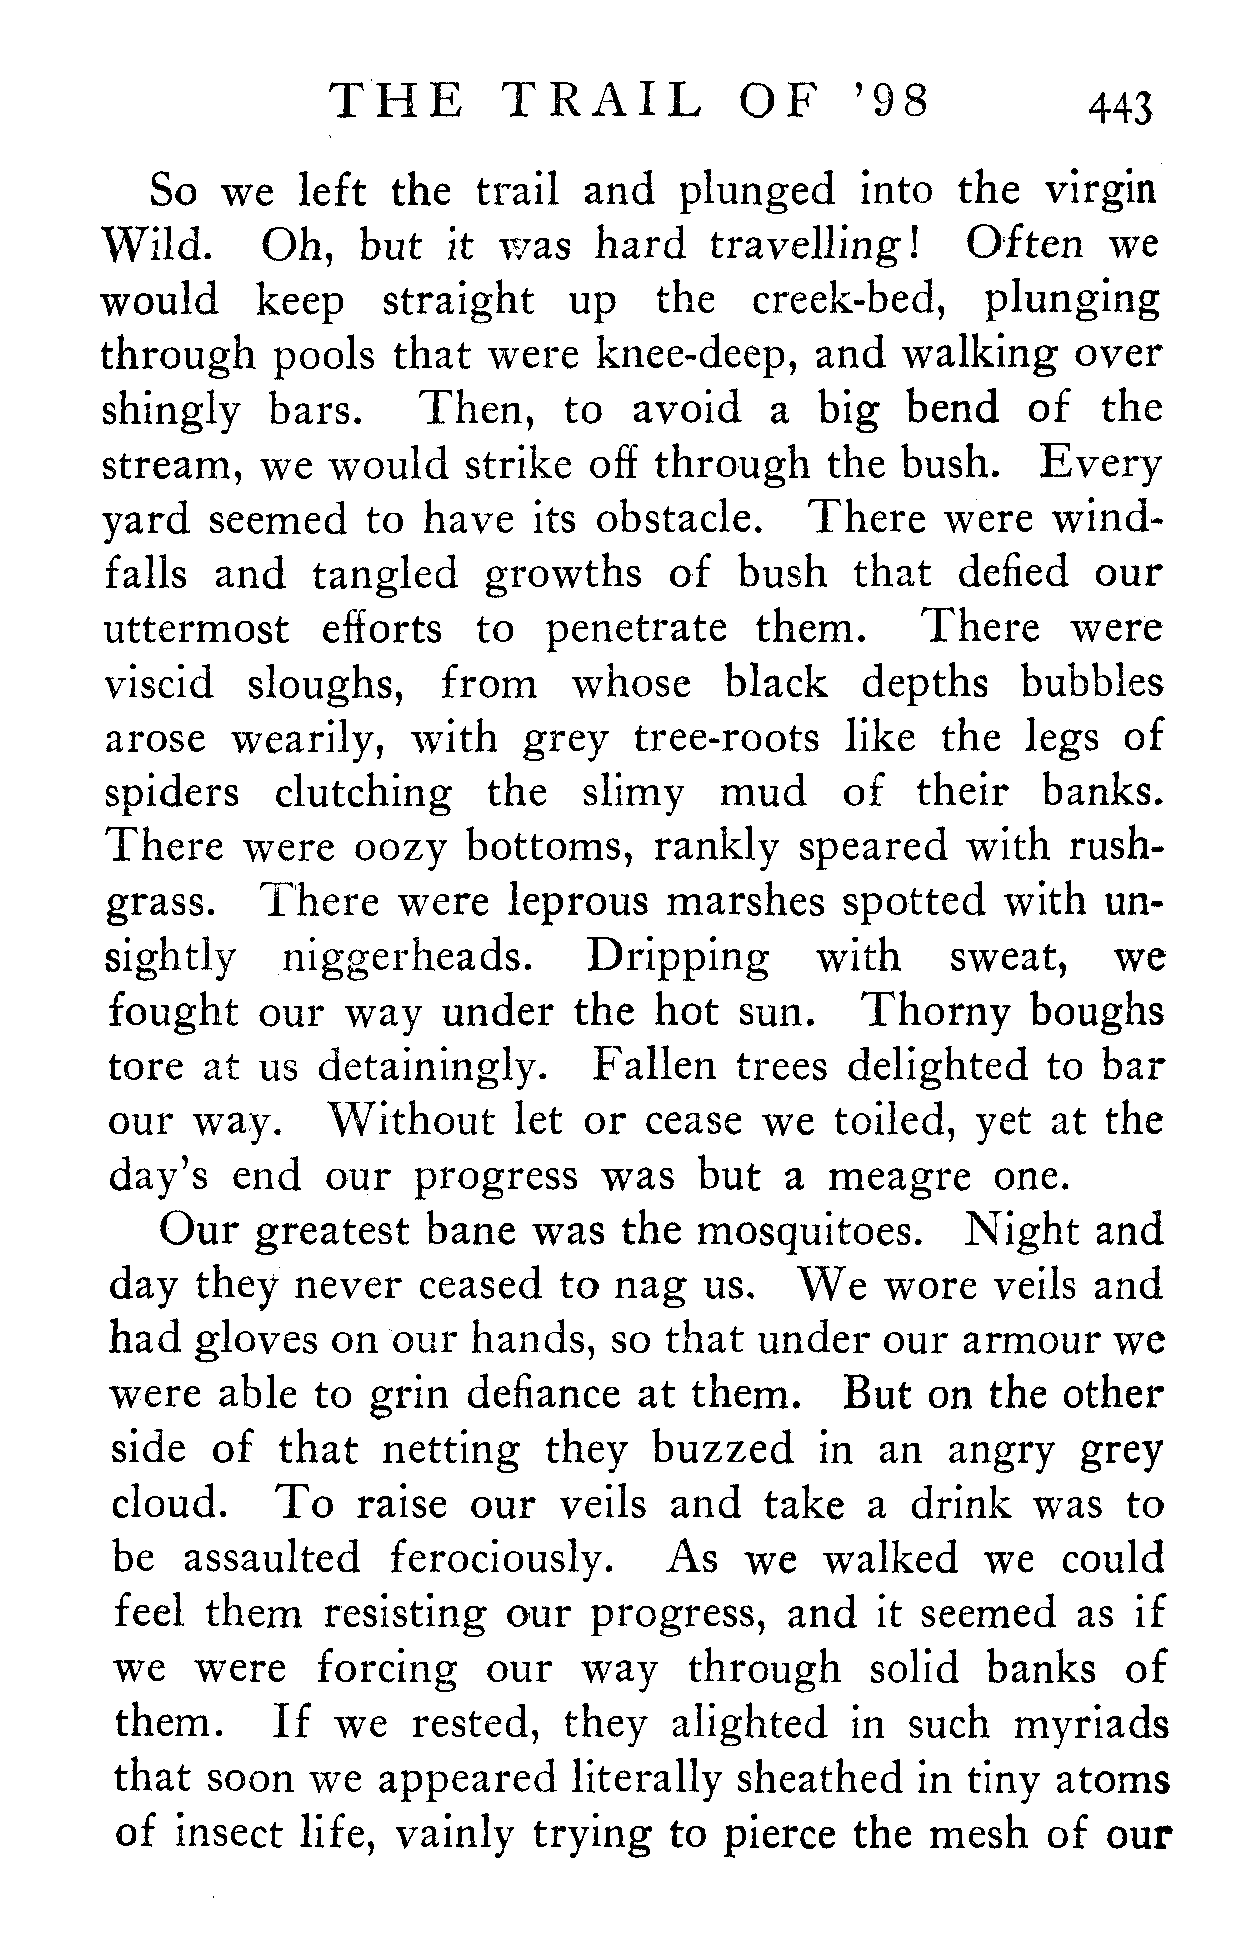 THE TRAIL OF '98 443
So we left the trail and plunged into the virgin
Wild. Oh, but it was hard travelling! Often we
would keep straight up the creek-bed, plunging
through pools that were knee-deep, and walking over
shingly bars. Then, to avoid a big bend of the
stream, we would strike off through the bush. Every
yard seemed to have its obstacle. There were wind-
falls and tangled growths of bush that defied our
uttermost efforts to penetrate them. There were
viscid sloughs, from whose black depths bubbles
arose wearily, with grey tree-roots like the legs of
spiders clutching the slimy mud of their banks.
There were oozy bottoms, rankly speared with rush-
grass. There were leprous marshes spotted with un-
sightly niggerheads. Dripping with sweat, we
fought our way under the hot sun. Thorny boughs
tore at us detainingly. Fallen trees delighted to bar
our way. Without let or cease we toiled, yet at the
day's end our progress was but a meagre one.
Our greatest bane was the mosquitoes. Night and
day they never ceased to nag us. We wore veils and
had gloves on our hands, so that under our armour we
were able to grin defiance at them. But on the other
side of that netting they buzzed in an angry grey
cloud. To raise our veils and take a drink was to
be assaulted ferociously. As we walked we could
feel them resisting our progress, and it seemed as if
we were forcing our way through solid banks of
them. If we rested, they alighted in such myriads
that soon we appeared literally sheathed in tiny atoms
of insect life, vainly trying to pierce the mesh of our